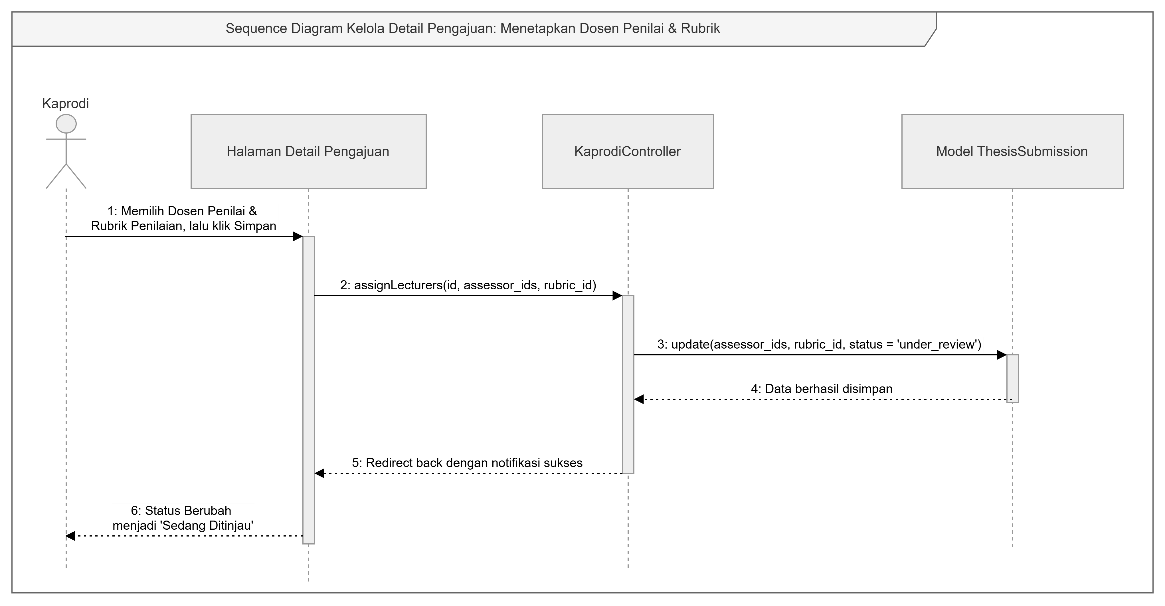 Sequence Diagram Kelola Detail Pengajuan: Menetapkan Dosen Penilai & Rubrik
Kaprodi
Halaman Detail Pengajuan
KaprodiController
Model ThesisSubmission
1: Memilih Dosen Penilai &
Rubrik Penilaian, lalu klik Simpan
2: assignLecturers(id, assessor_ids, rubric_id)
3: update(assessor_ids, rubric_id, status = 'under_review')
4: Data berhasil disimpan
5: Redirect back dengan notifikasi sukses
6: Status Berubah
menjadi 'Sedang Ditinjau'